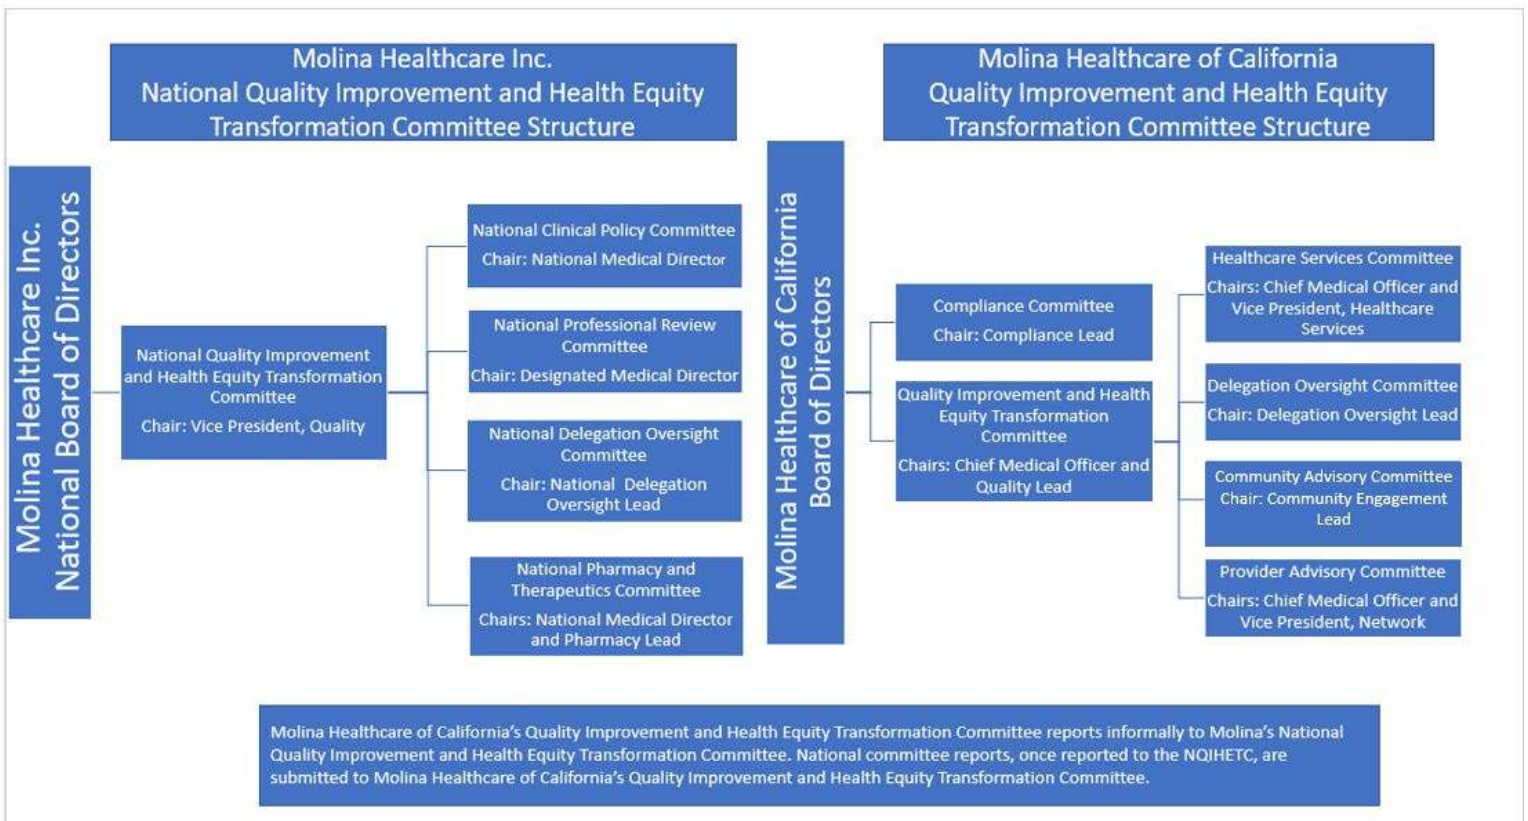 Molina Healthcare Inc.
National Quality Improvement and Health Equity
Transformation Committee Structure
Molina Healthcare Inc.
National Board of Directors
National Quality Improvement
and Health Equity Transformation
Committee
Chair: Vice President, Quality
National Clinical Policy Committee
Chair: National Medical Director
National Professional Review
Committee
Chair: Designated Medical Director
National Delegation Oversight
Committee
Chair: National Delegation
Oversight Lead
National Pharmacy and
Therapeutics Committee
Chairs: National Medical Director
and Pharmacy Lead
Molina Healthcare of California
Quality Improvement and Health Equity
Transformation Committee Structure
Molina Healthcare of California
Board of Directors
Compliance Committee
Chair: Compliance Lead
Quality Improvement and Health
Equity Transformation
Committee
Chairs: Chief Medical Officer and
Quality Lead
Healthcare Services Committee
Chairs: Chief Medical Officer and
Vice President, Healthcare
Services
Delegation Oversight Committee
Chair: Delegation Oversight Lead
Community Advisory Committee
Chair: Community Engagement
Lead
Provider Advisory Committee
Chairs: Chief Medical Officer and
Vice President, Network
Molina Healthcare of California's Quality Improvement and Health Equity Transformation Committee reports informally to Molina's National
Quality Improvement and Health Equity Transformation Committee. National committee reports, once reported to the NQIHETC, are
submitted to Molina Healthcare of California's Quality Improvement and Health Equity Transformation Committee.